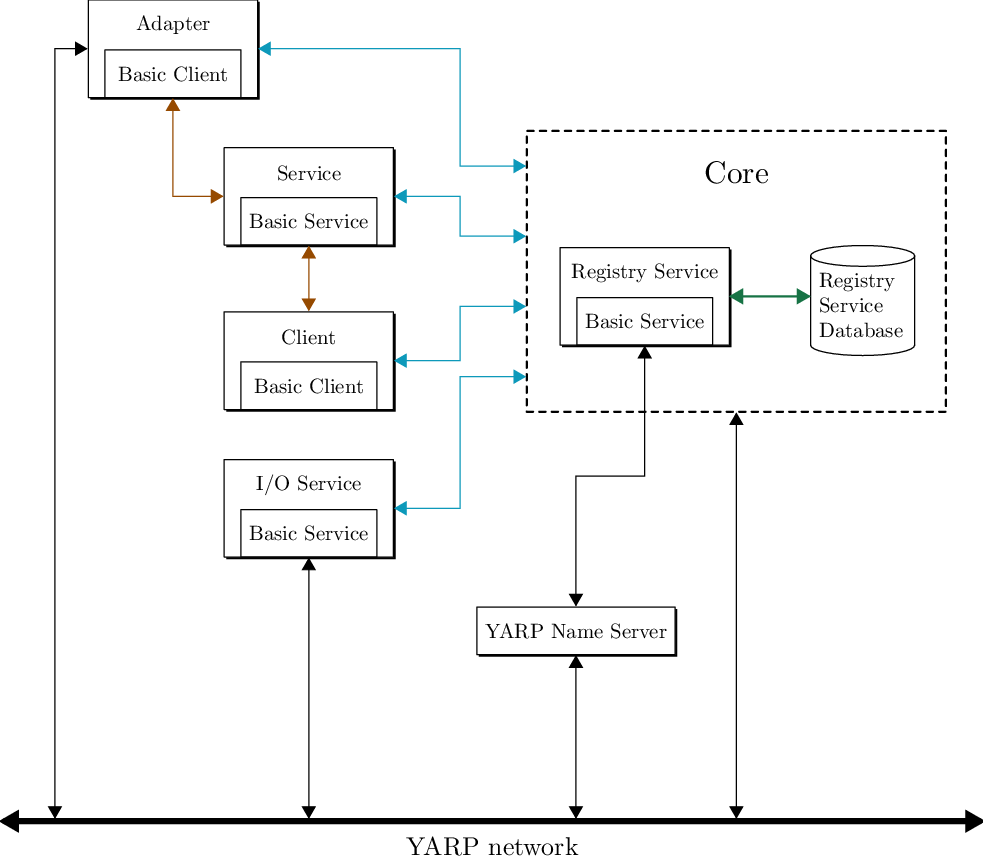 Adapter
Basic Client
Service
Basic Service
Core
Registry Service
Basic Service
Registry
Service
Database
Client
Basic Client
I/O Service
Basic Service
YARP Name Server
YARP network